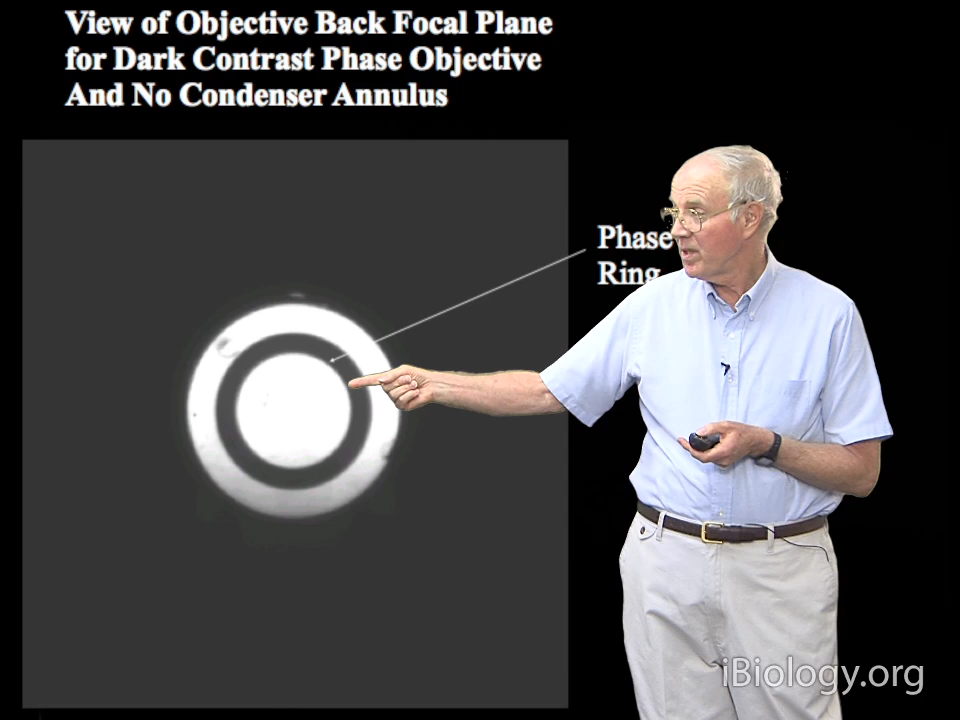 View of Objective Back Focal Plane
for Dark Contrast Phase Objective
And No Condenser Annulus
Phase
Ring
iBiology.org